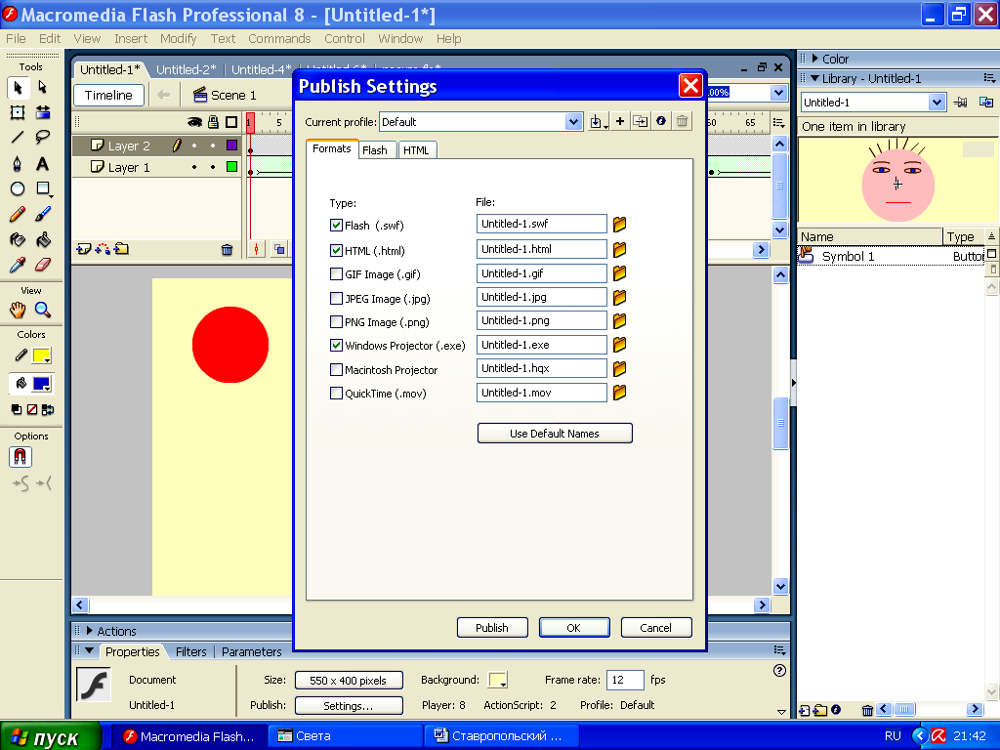 Macromedia Flash Professional 8 - [Untitled-1*]
File Edit View Insert Modify Text Commands Control Window Help
Tools
View
Colors
Options
Untitled-1* Untitled-2* Untitled-4*
Timeline Scene 1
1 5 60 65
Layer 2
Layer 1
100%
Publish Settings
Current profile: Default
Formats Flash HTML
Type: File:
Flash (.swf) Untitled-1.swf
HTML (.html) Untitled-1.html
GIF Image (.gif) Untitled-1.gif
JPEG Image (.jpg) Untitled-1.jpg
PNG Image (.png) Untitled-1.png
Windows Projector (.exe) Untitled-1.exe
Macintosh Projector Untitled-1.hqx
QuickTime (.mov) Untitled-1.mov
Use Default Names
Publish OK Cancel
Color
Library - Untitled-1
Untitled-1
One item in library
Name Type
Symbol 1 Butto
Actions
Properties Filters Parameters
Document Size: 550 x 400 pixels Background: Frame rate: 12 fps
Untitled-1 Publish: Settings... Player: 8 ActionScript: 2 Profile: Default
пуск Macromedia Flash... Света Ставропольский ... RU 21:42